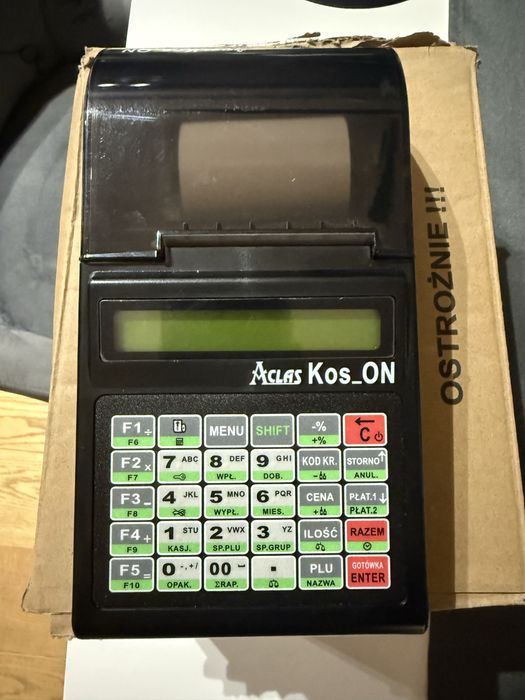 OSTROŻNIE !!!
ACLAS Kos_ON
F1 ÷ MENU SHIFT -% C
F6 +%
F2 x 7 ABC 8 DEF 9 GHI KOD KR. STORNO
F7 WPŁ. DOB. ANUL.
F3 - 4 JKL 5 MNO 6 PQR CENA PŁAT.1
F8 WYPŁ. MIES. PŁAT.2
F4 + 1 STU 2 VWX 3 YZ ILOŚĆ RAZEM
F9 KASJ. SP.PLU SP.GRUP
F5 = 0 -.+/ 00 . PLU GOTÓWKA ENTER
F10 OPAK. ΣRAP. NAZWA